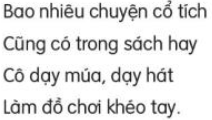 Bao nhiêu chuyện cổ tích
Cũng có trong sách hay
Cô dạy múa, dạy hát
Làm đồ chơi khéo tay.